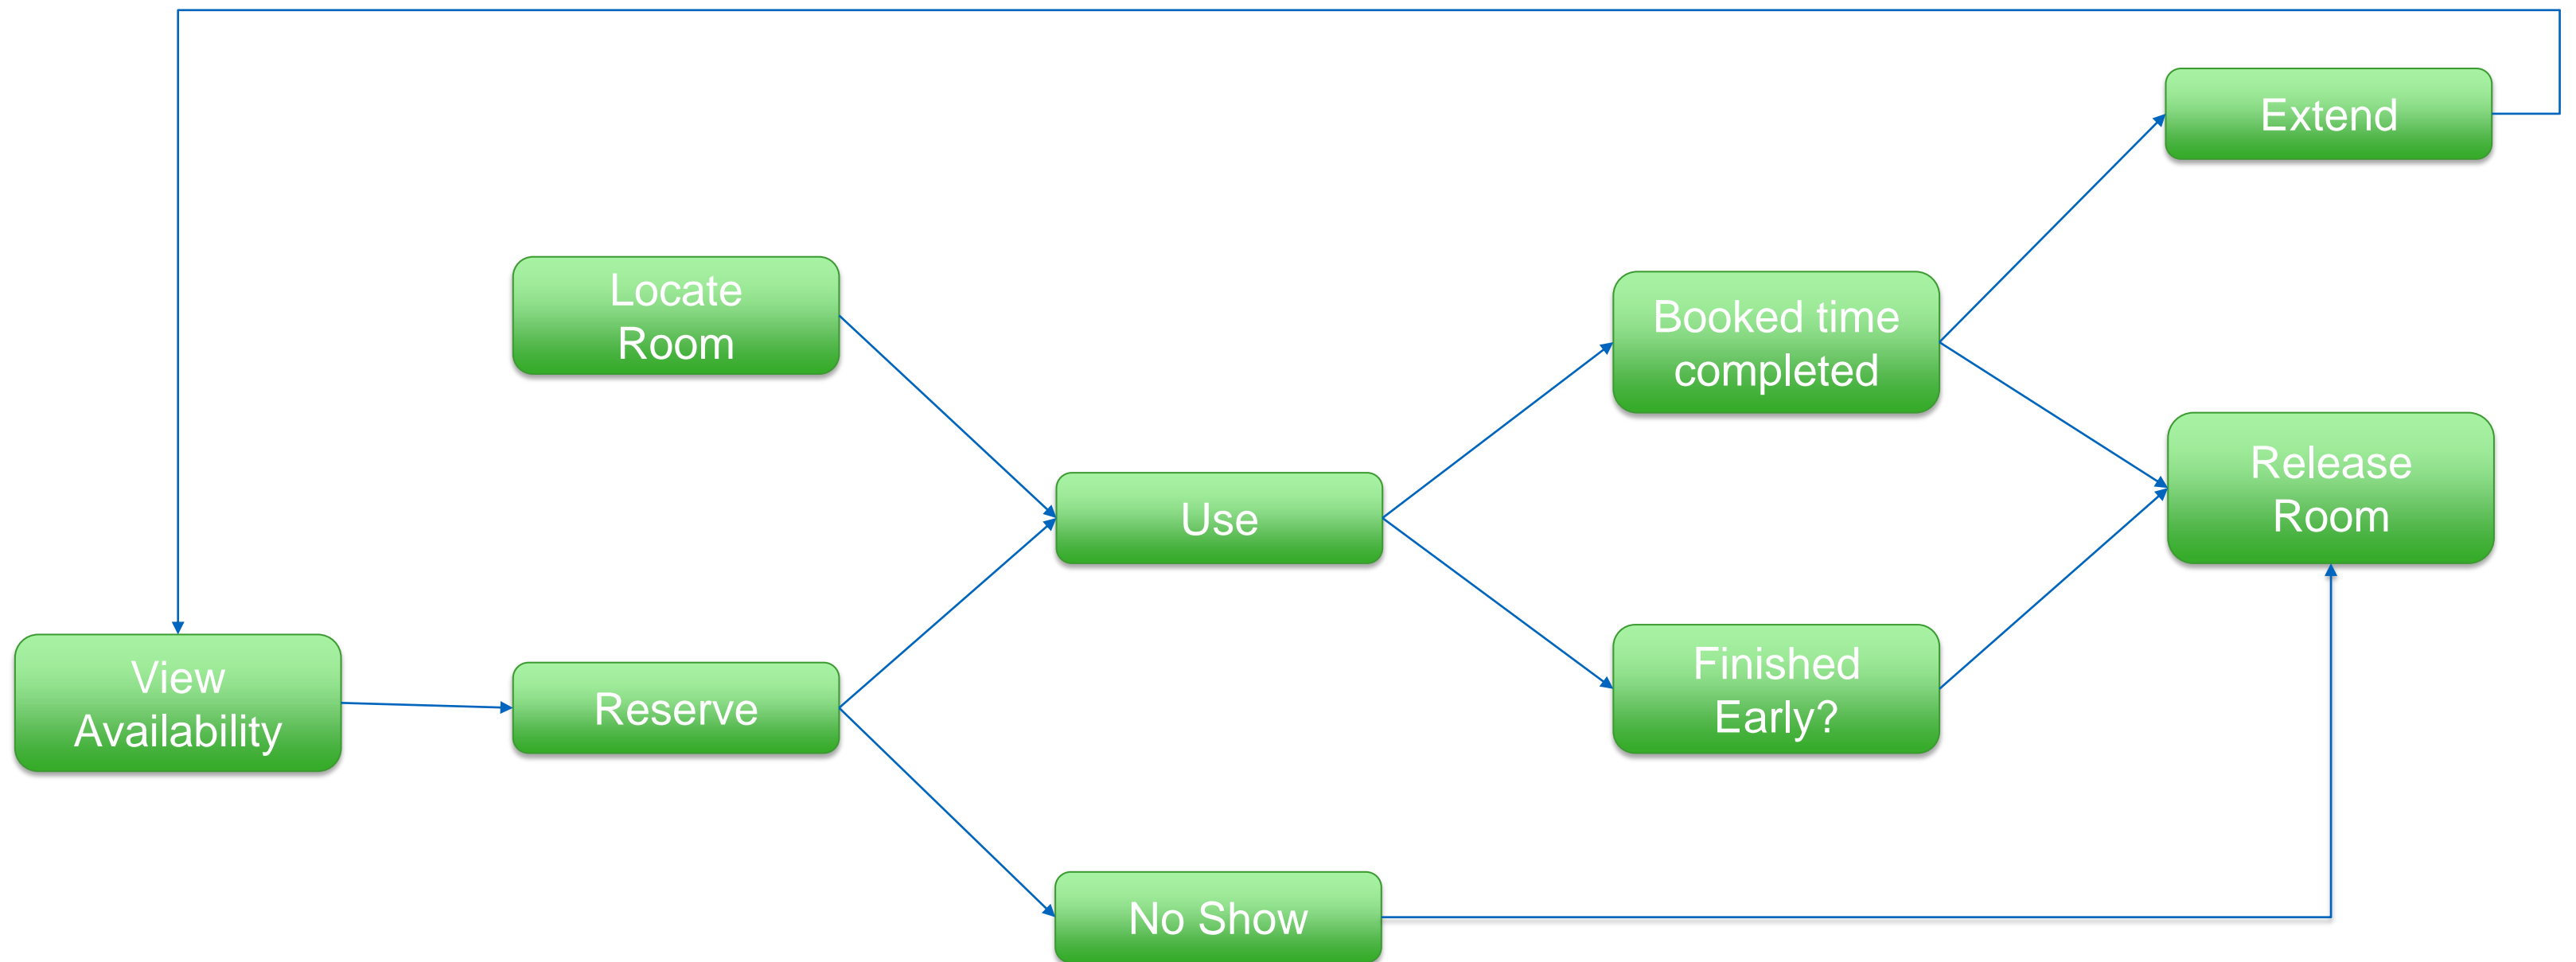 Extend
Locate
Room
Booked time
completed
Release
Room
Use
View
Availability
Reserve
Finished
Early?
No Show